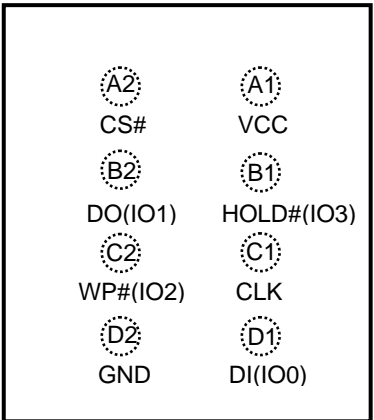 A2 A1
CS# VCC
B2 B1
DO(IO1) HOLD#(IO3)
C2 C1
WP#(IO2) CLK
D2 D1
GND DI(IO0)